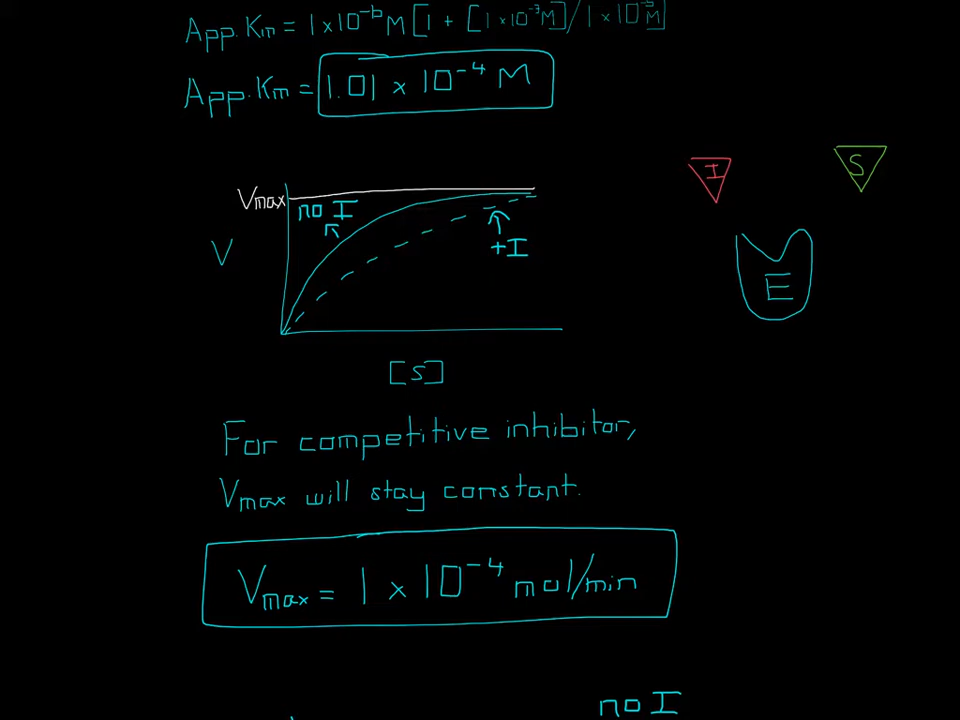 App. Km = 1 x 10⁻⁶ M [1 + [1 x 10⁻³ M] / 1 x 10⁻⁵ M]
App. Km = 1.01 x 10⁻⁴ M
I
S
Vmax
no I
V
+I
E
[S]
For competitive inhibitor,
Vmax will stay constant.
Vmax = 1 x 10⁻⁴ mol/min
no I